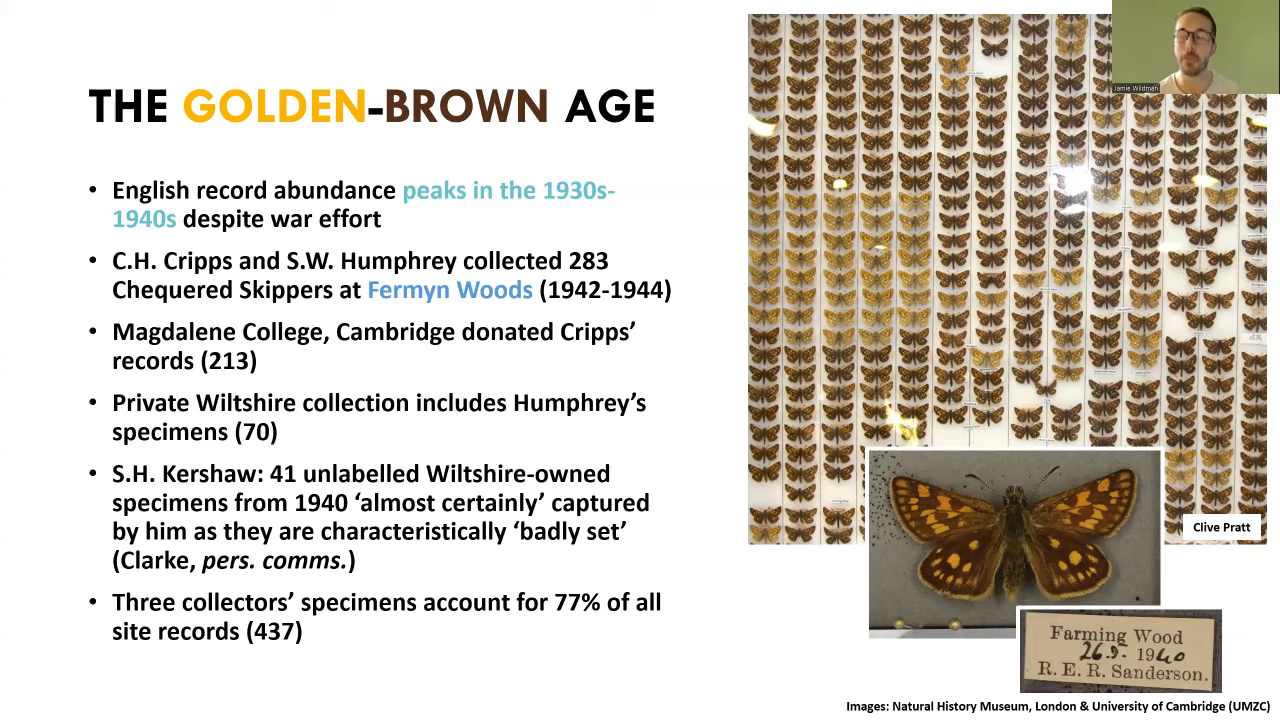 THE GOLDEN-BROWN AGE
• English record abundance peaks in the 1930s-
1940s despite war effort
• C.H. Cripps and S.W. Humphrey collected 283
Chequered Skippers at Fermyn Woods (1942-1944)
• Magdalene College, Cambridge donated Cripps’
records (213)
• Private Wiltshire collection includes Humphrey’s
specimens (70)
• S.H. Kershaw: 41 unlabelled Wiltshire-owned
specimens from 1940 ‘almost certainly’ captured
by him as they are characteristically ‘badly set’
(Clarke, pers. comms.)
• Three collectors’ specimens account for 77% of all
site records (437)
Jamie Wildman
Clive Pratt
Farming Wood
1940
R. E. R. Sanderson.
Images: Natural History Museum, London & University of Cambridge (UMZC)